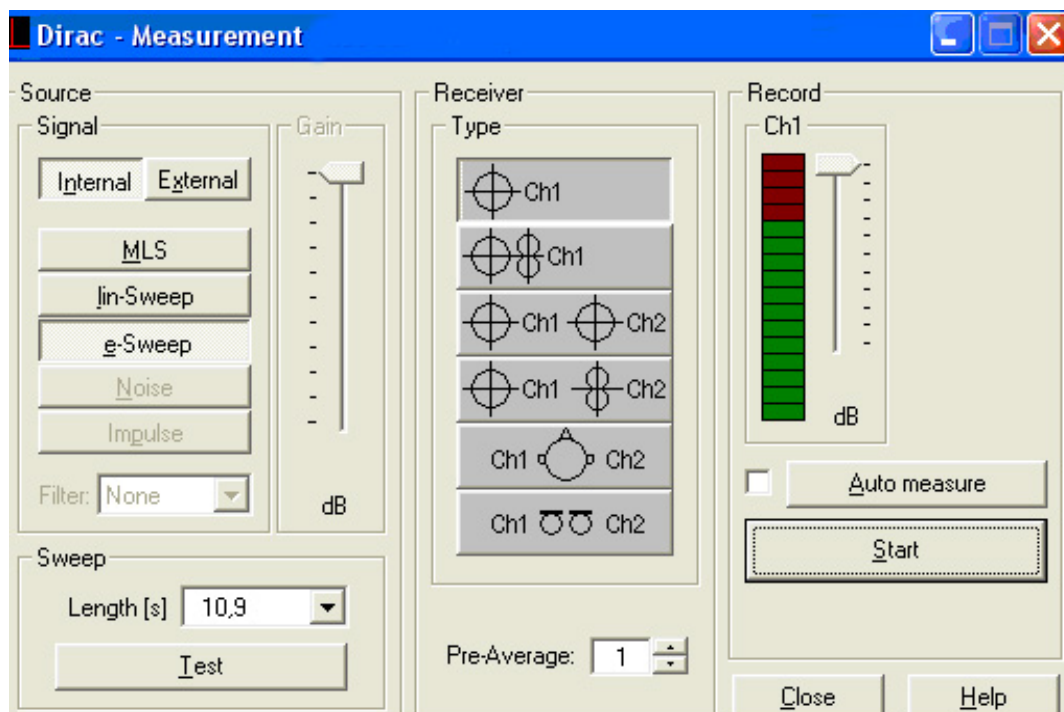 Dirac - Measurement
Source
Signal
Internal External
MLS
lin-Sweep
e-Sweep
Noise
Impulse
Filter: None
Gain
dB
Sweep
Length [s] 10,9
Test
Receiver
Type
Ch1
Ch1
Ch1 Ch2
Ch1 Ch2
Ch1 Ch2
Ch1 Ch2
Pre-Average: 1
Record
Ch1
dB
Auto measure
Start
Close Help